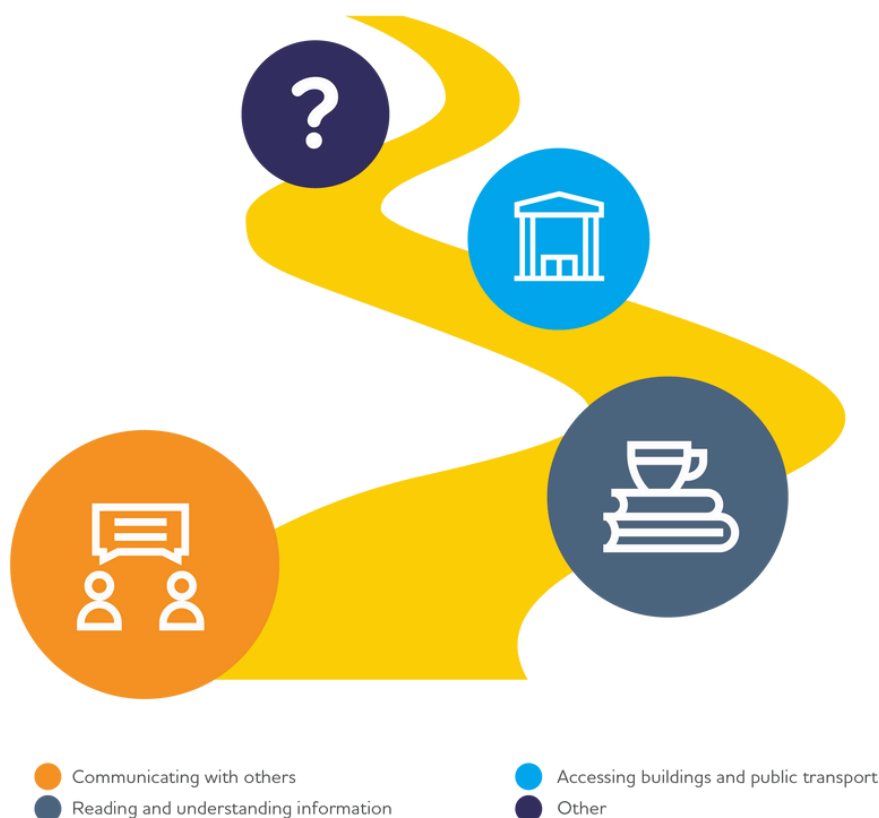 ?
Communicating with others
Reading and understanding information
Accessing buildings and public transport
Other